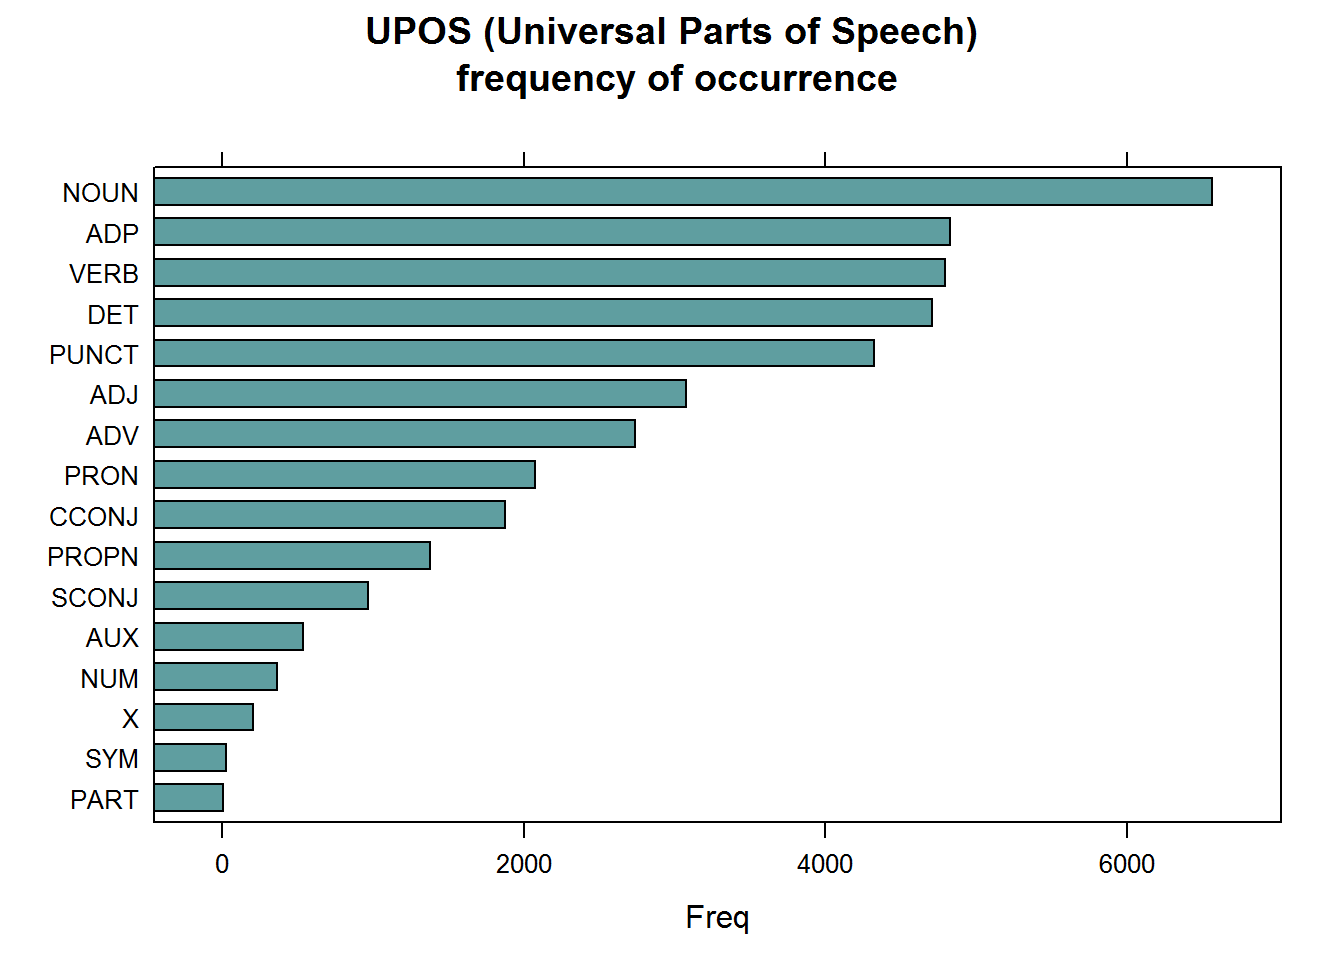 UPOS (Universal Parts of Speech)
frequency of occurrence
NOUN
ADP
VERB
DET
PUNCT
ADJ
ADV
PRON
CCONJ
PROPN
SCONJ
AUX
NUM
X
SYM
PART
0 2000 4000 6000
Freq